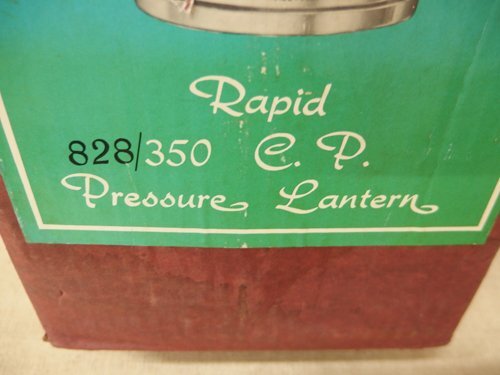 Rapid
828/350 C. P.
Pressure Lantern